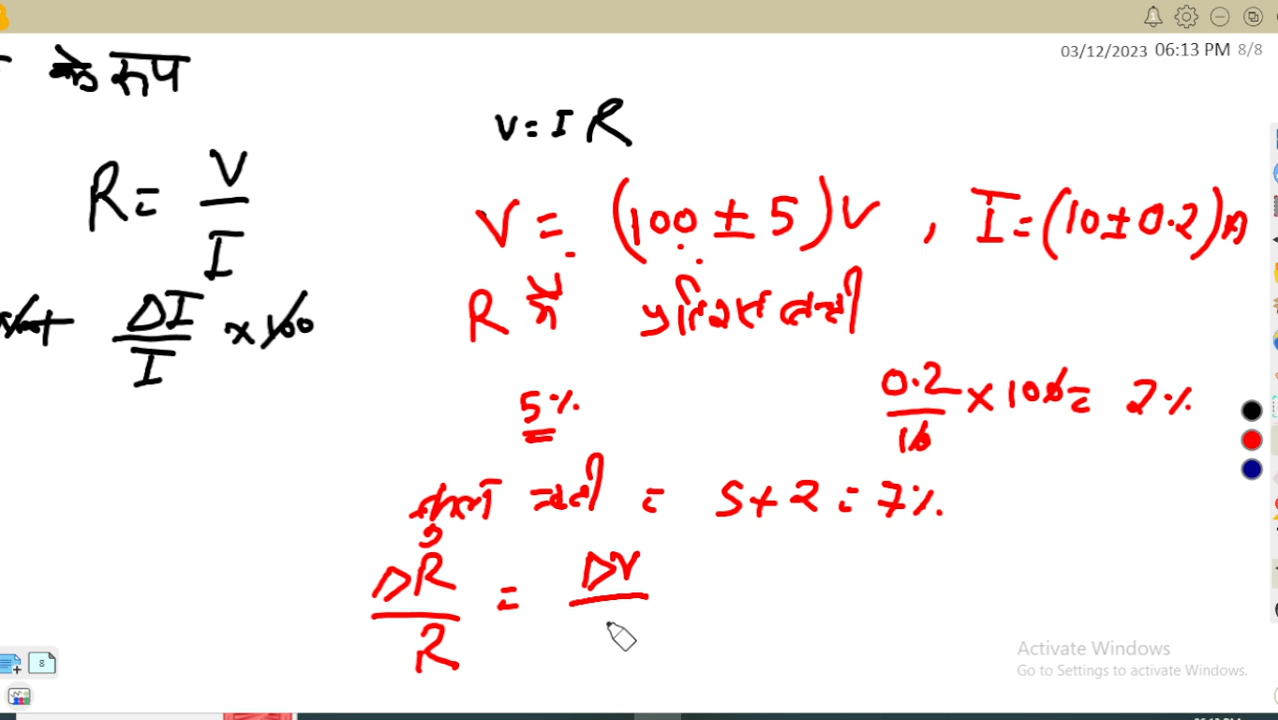 03/12/2023 06:13 PM 8/8
के रूप
V = I R
R = V/I
V = (100 ± 5) V , I = (10 ± 0.2) A
R में प्रतिशत त्रुटि
ΔI/I × 100
5%
0.2/10 × 100 = 2%
= 5 + 2 = 7%
ΔR/R = ΔV
8
Activate Windows
Go to Settings to activate Windows.